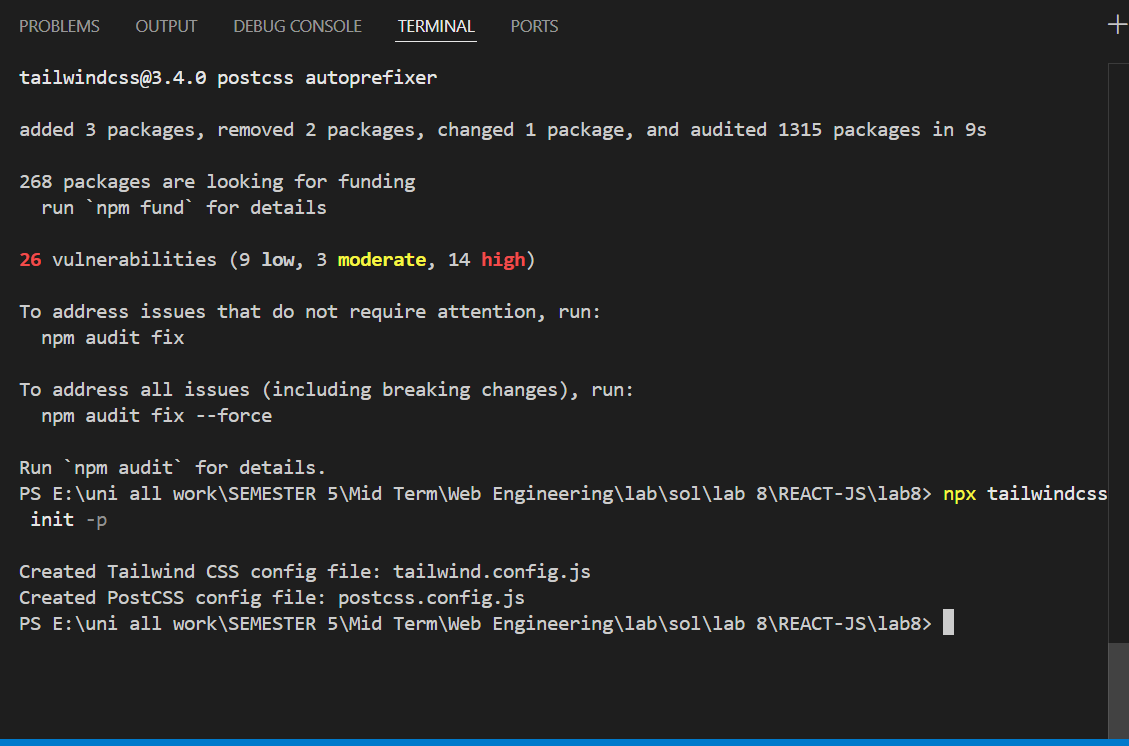 PROBLEMS OUTPUT DEBUG CONSOLE TERMINAL PORTS
tailwindcss@3.4.0 postcss autoprefixer
added 3 packages, removed 2 packages, changed 1 package, and audited 1315 packages in 9s
268 packages are looking for funding
  run `npm fund` for details
26 vulnerabilities (9 low, 3 moderate, 14 high)
To address issues that do not require attention, run:
  npm audit fix
To address all issues (including breaking changes), run:
  npm audit fix --force
Run `npm audit` for details.
PS E:\uni all work\SEMESTER 5\Mid Term\Web Engineering\lab\sol\lab 8\REACT-JS\lab8> npx tailwindcss
 init -p
Created Tailwind CSS config file: tailwind.config.js
Created PostCSS config file: postcss.config.js
PS E:\uni all work\SEMESTER 5\Mid Term\Web Engineering\lab\sol\lab 8\REACT-JS\lab8>